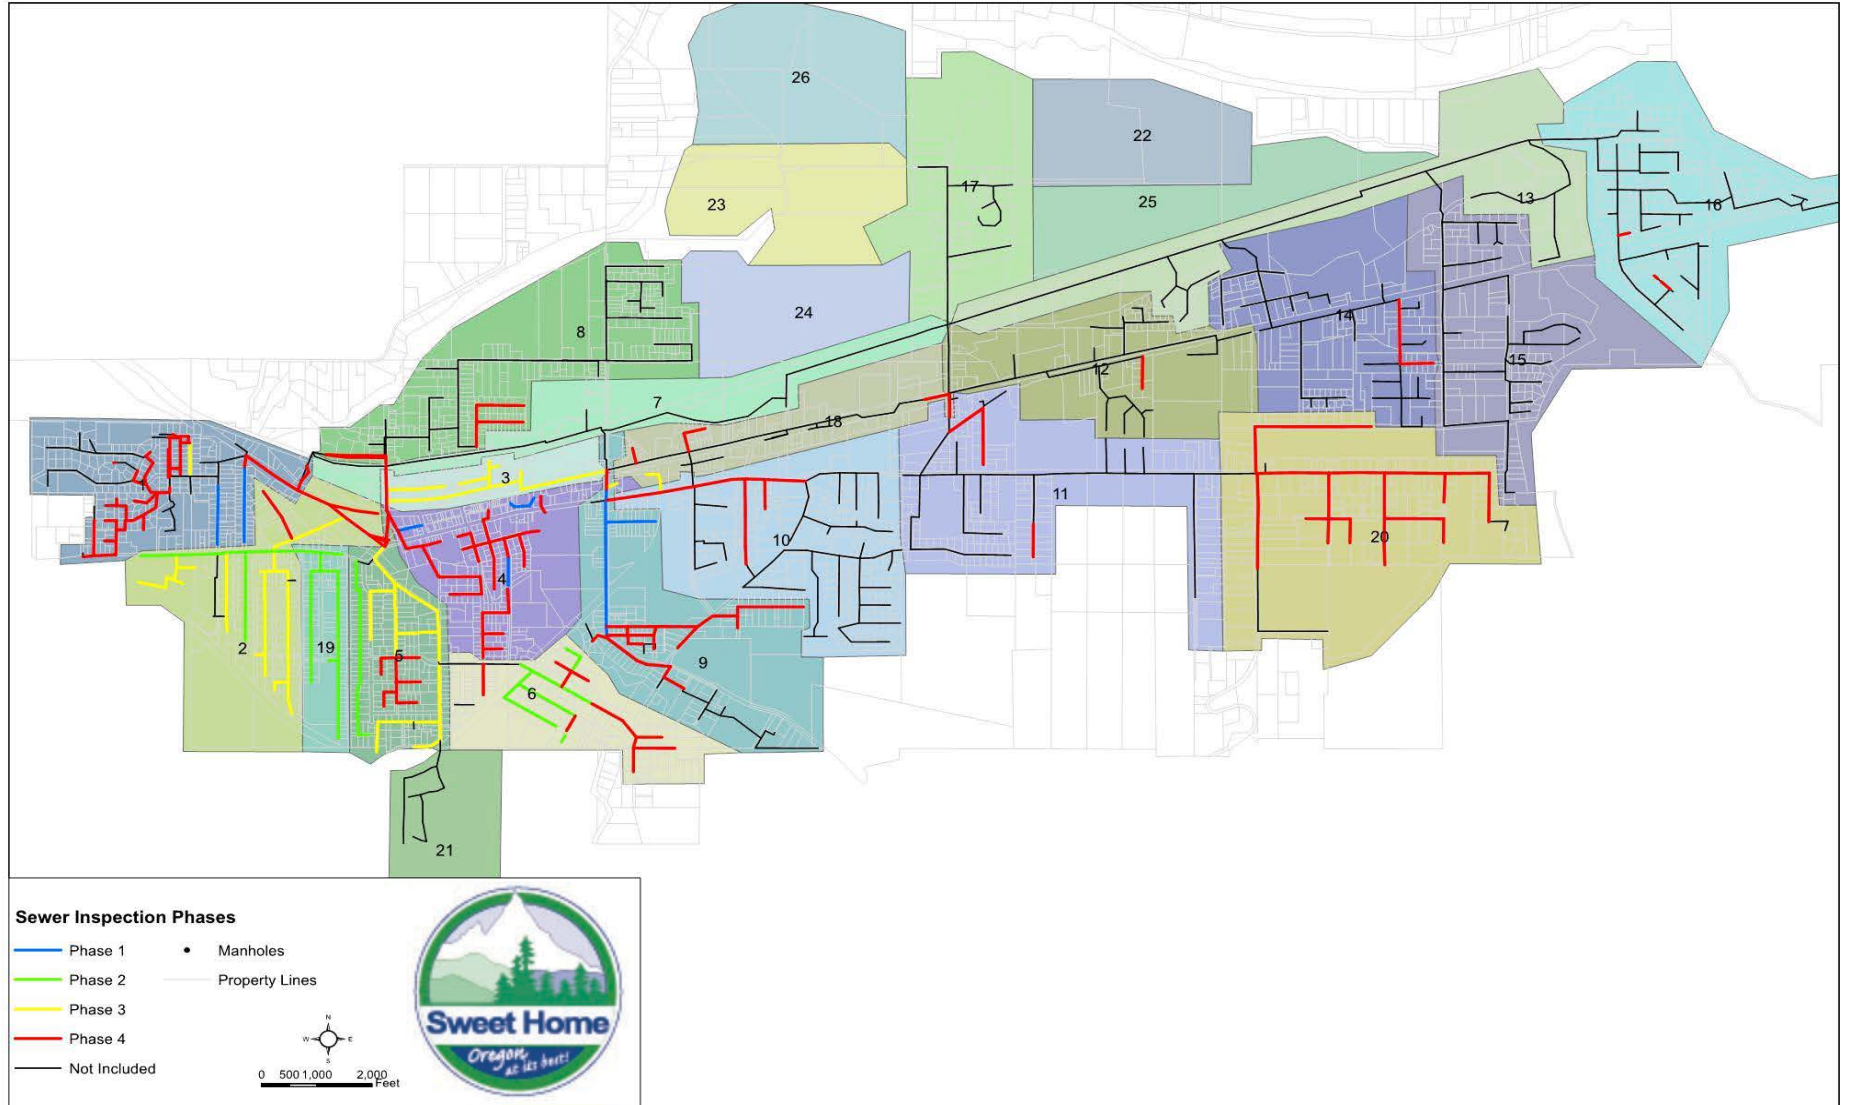 26
22
17
23
25
13
16
24
8
14
15
12
7
18
3
11
10
20
4
2
19
5
9
6
21
Sewer Inspection Phases
Phase 1
Manholes
Phase 2
Property Lines
Phase 3
Phase 4
Not Included
N
W E
S
0 500 1,000 2,000
Feet
Sweet Home
Oregon
at its best!